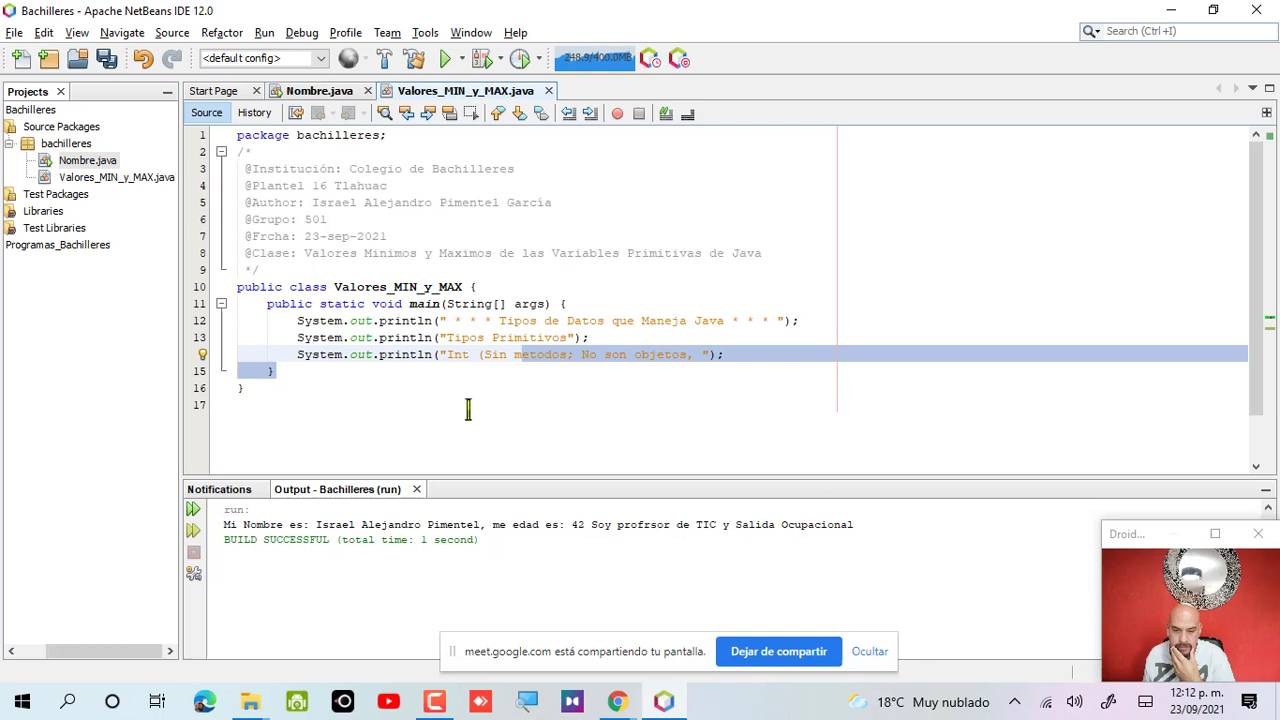 Bachilleres - Apache NetBeans IDE 12.0
File Edit View Navigate Source Refactor Run Debug Profile Team Tools Window Help
Search (Ctrl +I)
<default config>
248.9/400.0MB
Projects
Start Page
Nombre.java
Valores_MIN_y_MAX.java
Bachilleres
Source Packages
bachilleres
Nombre.java
Valores_MIN_y_MAX.java
Test Packages
Libraries
Test Libraries
Programas_Bachilleres
Source History
1 package bachilleres;
2 /*
3 @Institución: Colegio de Bachilleres
4 @Plantel 16 Tlahuac
5 @Author: Israel Alejandro Pimentel García
6 @Grupo: 501
7 @Frcha: 23-sep-2021
8 @Clase: Valores Minimos y Maximos de las Variables Primitivas de Java
9 */
10 public class Valores_MIN_y_MAX {
11 public static void main(String[] args) {
12 System.out.println(" * * * Tipos de Datos que Maneja Java * * * ");
13 System.out.println("Tipos Primitivos");
System.out.println("Int (Sin metodos; No son objetos, ");
15 }
16 }
17
Notifications
Output - Bachilleres (run)
run:
Mi Nombre es: Israel Alejandro Pimentel, me edad es: 42 Soy profrsor de TIC y Salida Ocupacional
BUILD SUCCESSFUL (total time: 1 second)
Droid...
meet.google.com está compartiendo tu pantalla.
Dejar de compartir
Ocultar
18°C Muy nublado
12:12 p. m.
23/09/2021